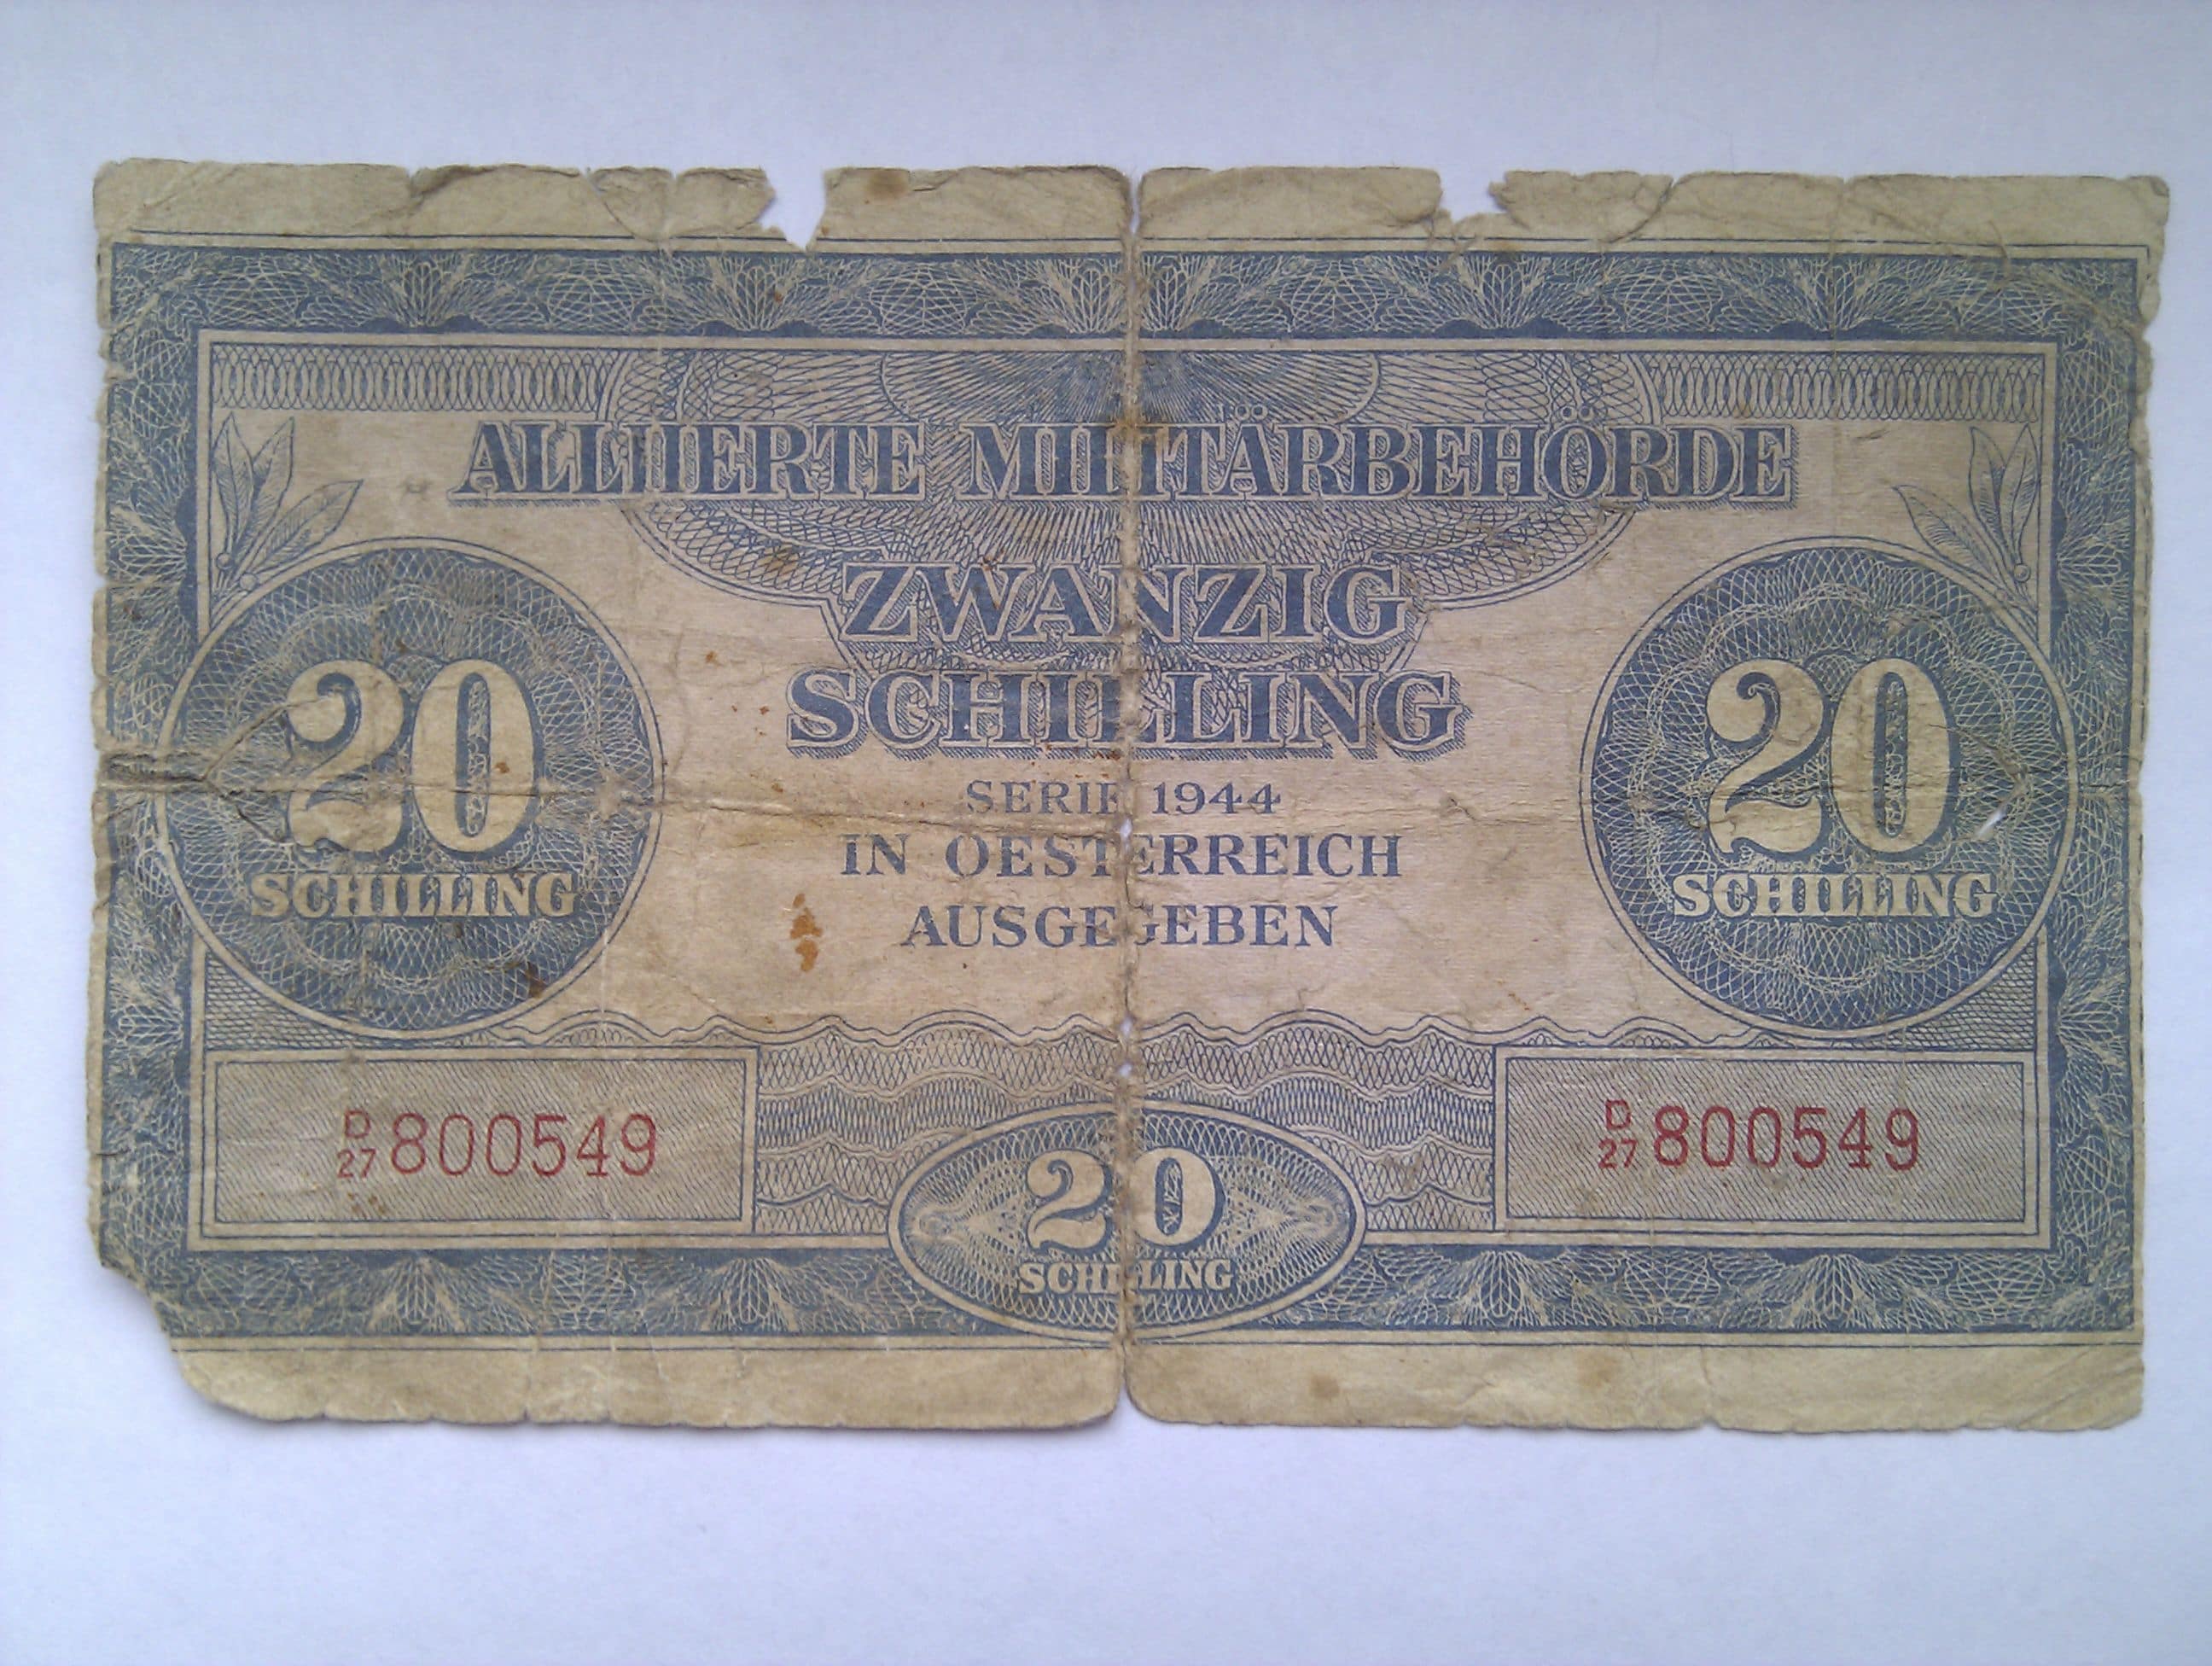 ALLIIERTE MILITÄRBEHÖRDE
ZWANZIG
SCHILLING
20
SCHILLING
20
SCHILLING
SERIE 1944
IN OESTERREICH
AUSGEGEBEN
D/27 800549
D/27 800549
20
SCHILLING